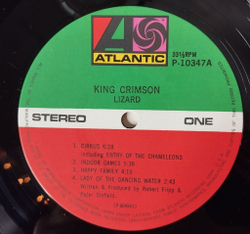 ATLANTIC
33⅓RPM
P-10347A
KING CRIMSON
LIZARD
STEREO
ONE
1. CIRKUS 6:28
including ENTRY OF THE CHAMELEONS
2. INDOOR GAMES 5:39
3. HAPPY FAMILY 4:16
4. LADY OF THE DANCING WATER 2:43
Written & Produced by Robert Fripp &
Peter Sinfield